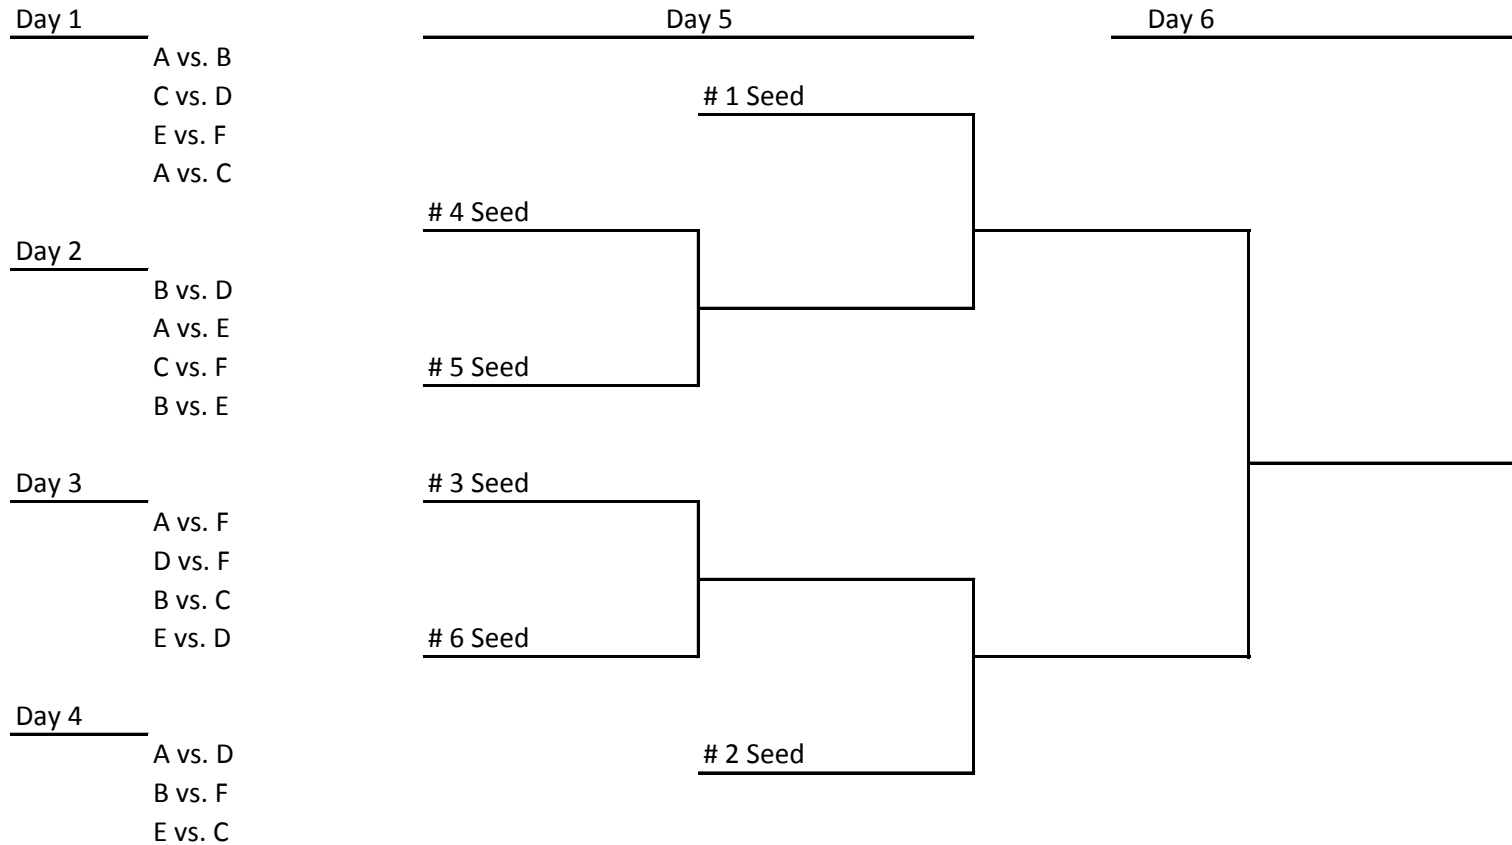 Day 1
A vs. B
C vs. D
E vs. F
A vs. C
Day 2
B vs. D
A vs. E
C vs. F
B vs. E
Day 3
A vs. F
D vs. F
B vs. C
E vs. D
Day 4
A vs. D
B vs. F
E vs. C
Day 5
# 1 Seed
# 4 Seed
# 5 Seed
# 3 Seed
# 6 Seed
# 2 Seed
Day 6